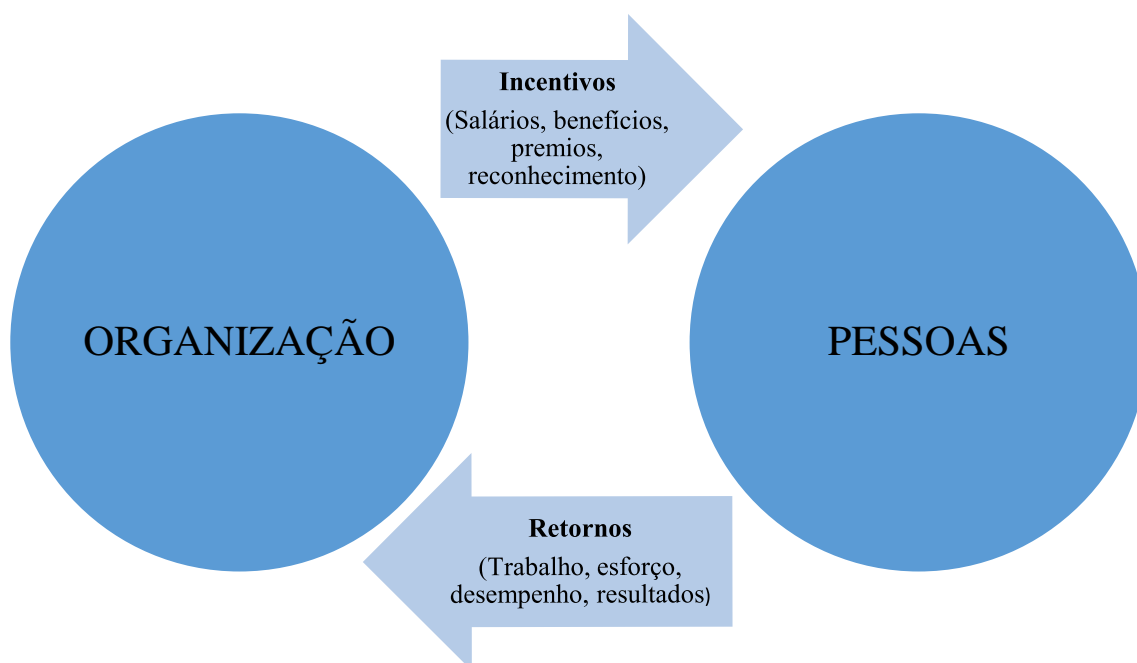 Incentivos
(Salários, benefícios,
premios,
reconhecimento)
ORGANIZAÇÃO
PESSOAS
Retornos
(Trabalho, esforço,
desempenho, resultados)